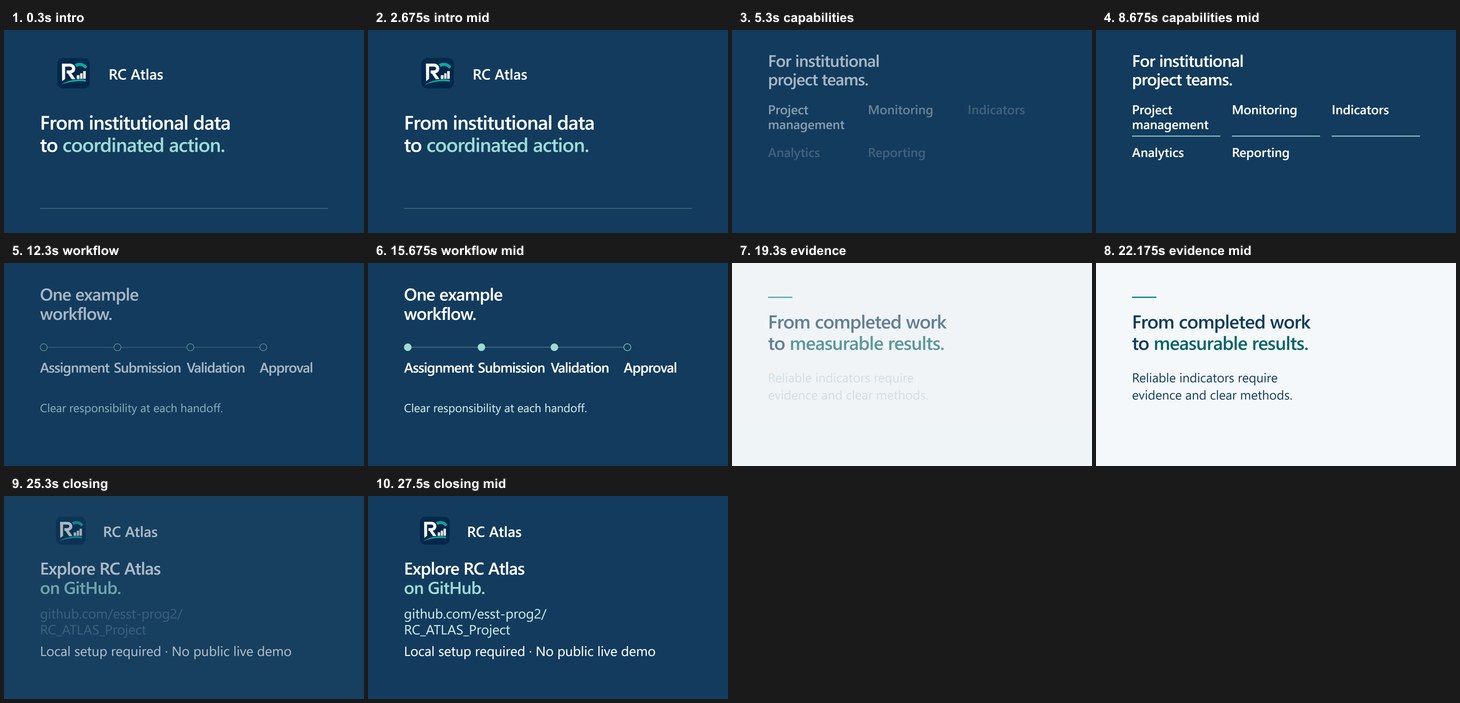 1. 0.3s intro
RC Atlas
From institutional data
to coordinated action.
2. 2.675s intro mid
RC Atlas
From institutional data
to coordinated action.
3. 5.3s capabilities
For institutional
project teams.
Project management
Monitoring
Indicators
Analytics
Reporting
4. 8.675s capabilities mid
For institutional
project teams.
Project management
Monitoring
Indicators
Analytics
Reporting
5. 12.3s workflow
One example
workflow.
Assignment Submission Validation Approval
Clear responsibility at each handoff.
6. 15.675s workflow mid
One example
workflow.
Assignment Submission Validation Approval
Clear responsibility at each handoff.
7. 19.3s evidence
From completed work
to measurable results.
Reliable indicators require
evidence and clear methods.
8. 22.175s evidence mid
From completed work
to measurable results.
Reliable indicators require
evidence and clear methods.
9. 25.3s closing
RC Atlas
Explore RC Atlas
on GitHub.
github.com/esst-prog2/
RC_ATLAS_Project
Local setup required · No public live demo
10. 27.5s closing mid
RC Atlas
Explore RC Atlas
on GitHub.
github.com/esst-prog2/
RC_ATLAS_Project
Local setup required · No public live demo